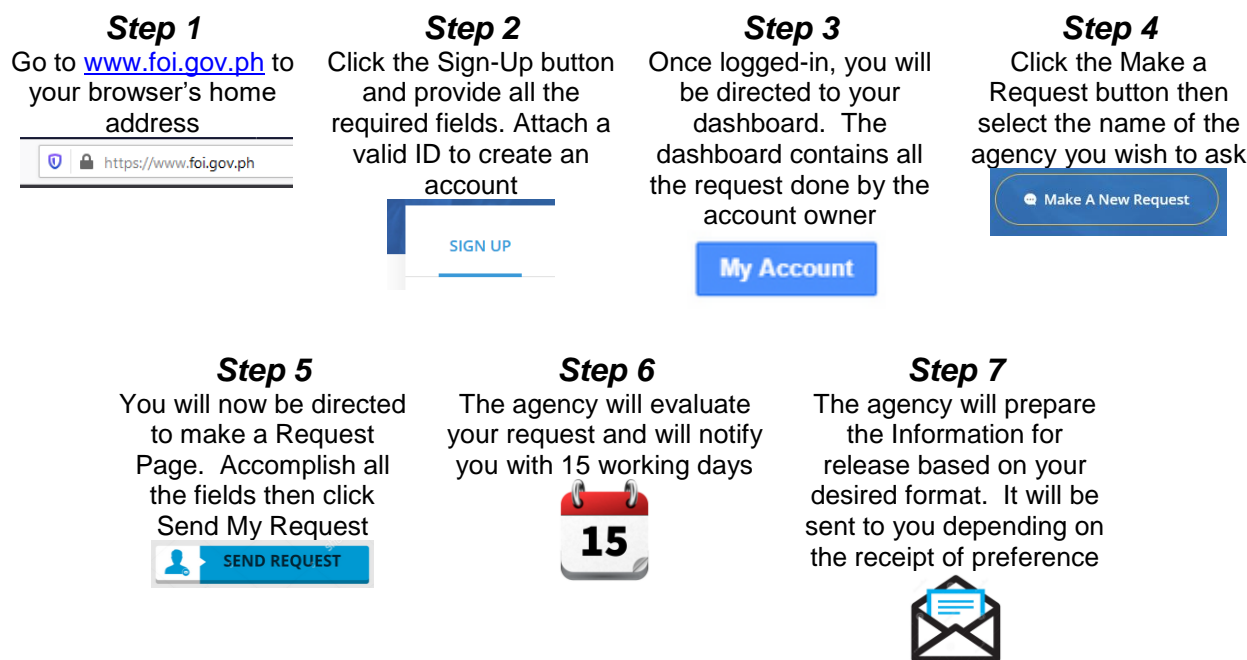 Step 1
Go to www.foi.gov.ph to
your browser's home
address
https://www.foi.gov.ph
Step 2
Click the Sign-Up button
and provide all the
required fields. Attach a
valid ID to create an
account
SIGN UP
Step 3
Once logged-in, you will
be directed to your
dashboard. The
dashboard contains all
the request done by the
account owner
My Account
Step 4
Click the Make a
Request button then
select the name of the
agency you wish to ask
Make A New Request
Step 5
You will now be directed
to make a Request
Page. Accomplish all
the fields then click
Send My Request
SEND REQUEST
Step 6
The agency will evaluate
your request and will notify
you with 15 working days
15
Step 7
The agency will prepare
the Information for
release based on your
desired format. It will be
sent to you depending on
the receipt of preference